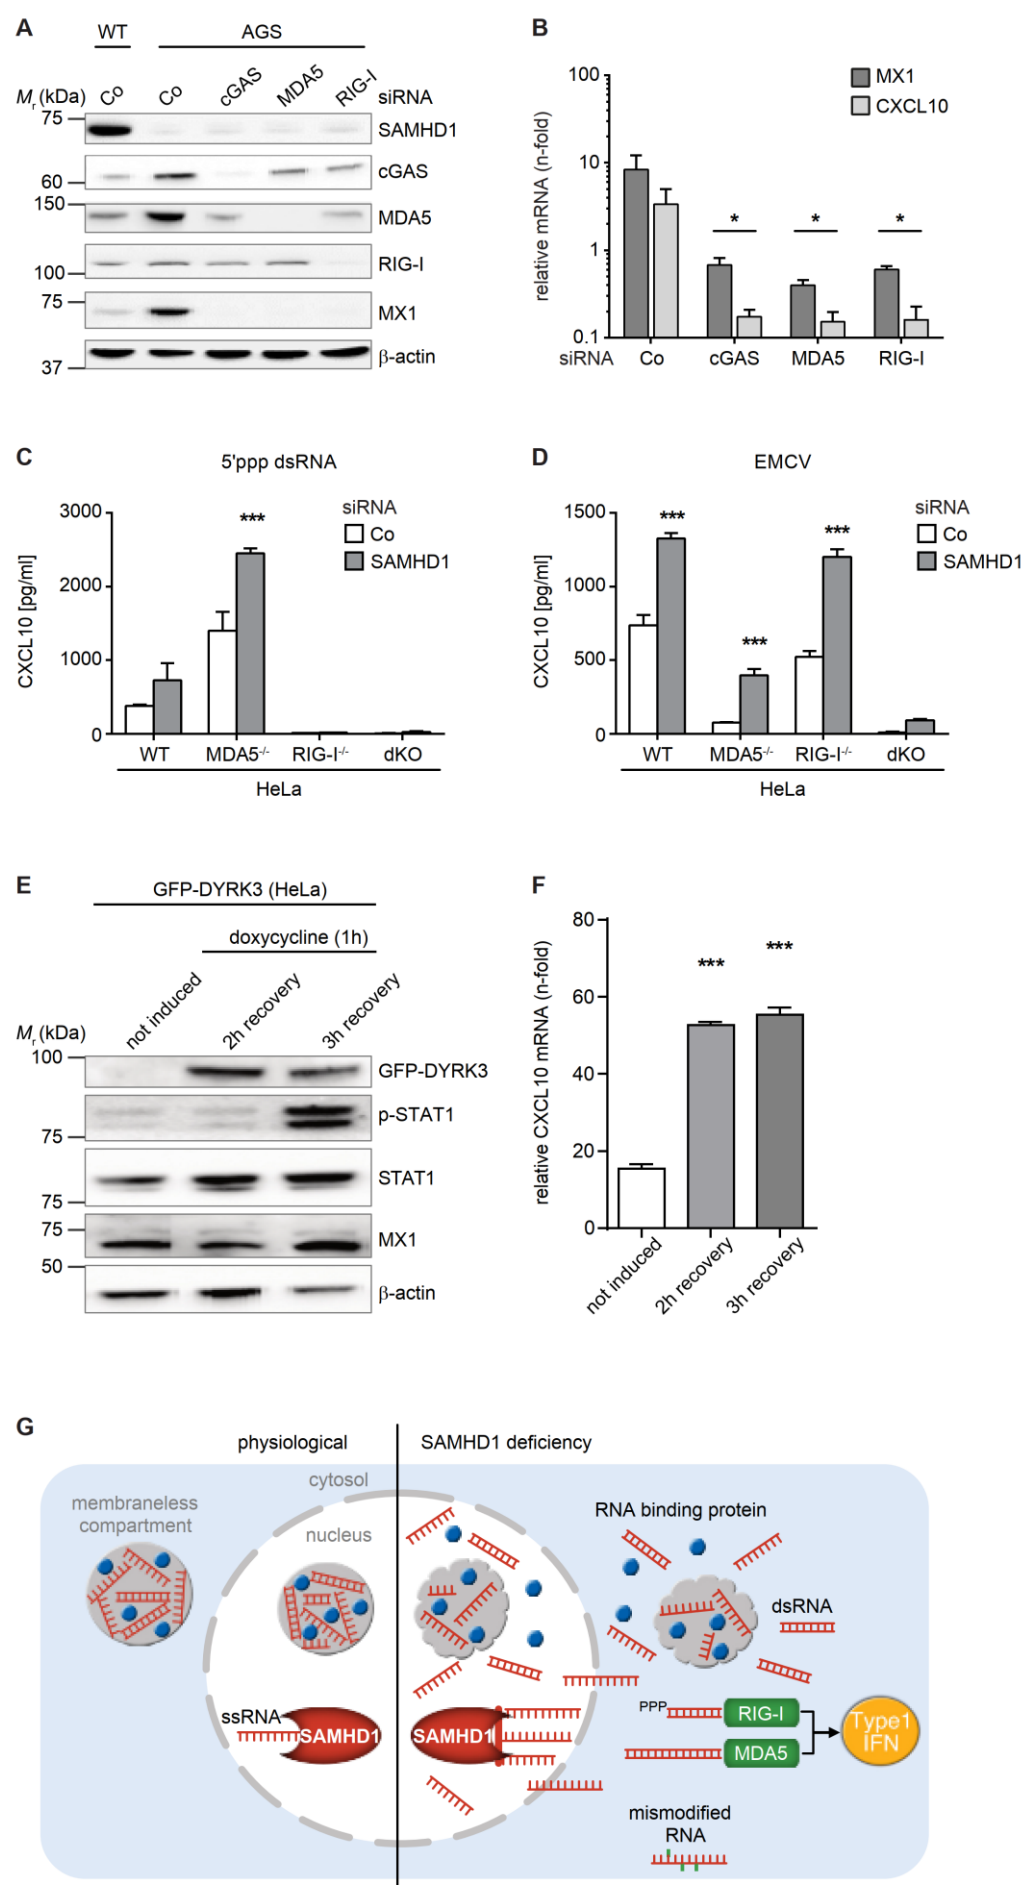 A
WT AGS
Mr (kDa) Co Co cGAS MDA5 RIG-I siRNA
75 SAMHD1
60 cGAS
150 MDA5
100 RIG-I
75 MX1
37 β-actin
B
relative mRNA (n-fold)
100
10
1
0.1
MX1
CXCL10
* * *
siRNA Co cGAS MDA5 RIG-I
C
5'ppp dsRNA
CXCL10 [pg/ml]
3000
2000
1000
0
***
siRNA
Co
SAMHD1
WT MDA5-/- RIG-I-/- dKO
HeLa
D
EMCV
CXCL10 [pg/ml]
1500
1000
500
0
*** *** ***
siRNA
Co
SAMHD1
WT MDA5-/- RIG-I-/- dKO
HeLa
E
GFP-DYRK3 (HeLa)
doxycycline (1h)
Mr (kDa) not induced 2h recovery 3h recovery
100 GFP-DYRK3
75 p-STAT1
75 STAT1
75 MX1
50
β-actin
F
relative CXCL10 mRNA (n-fold)
80
60
40
20
0
*** ***
not induced 2h recovery 3h recovery
G
physiological SAMHD1 deficiency
cytosol
membraneless
compartment
nucleus
RNA binding protein
dsRNA
ssRNA
SAMHD1 SAMHD1
PPP RIG-I
MDA5
Type1
IFN
mismodified
RNA